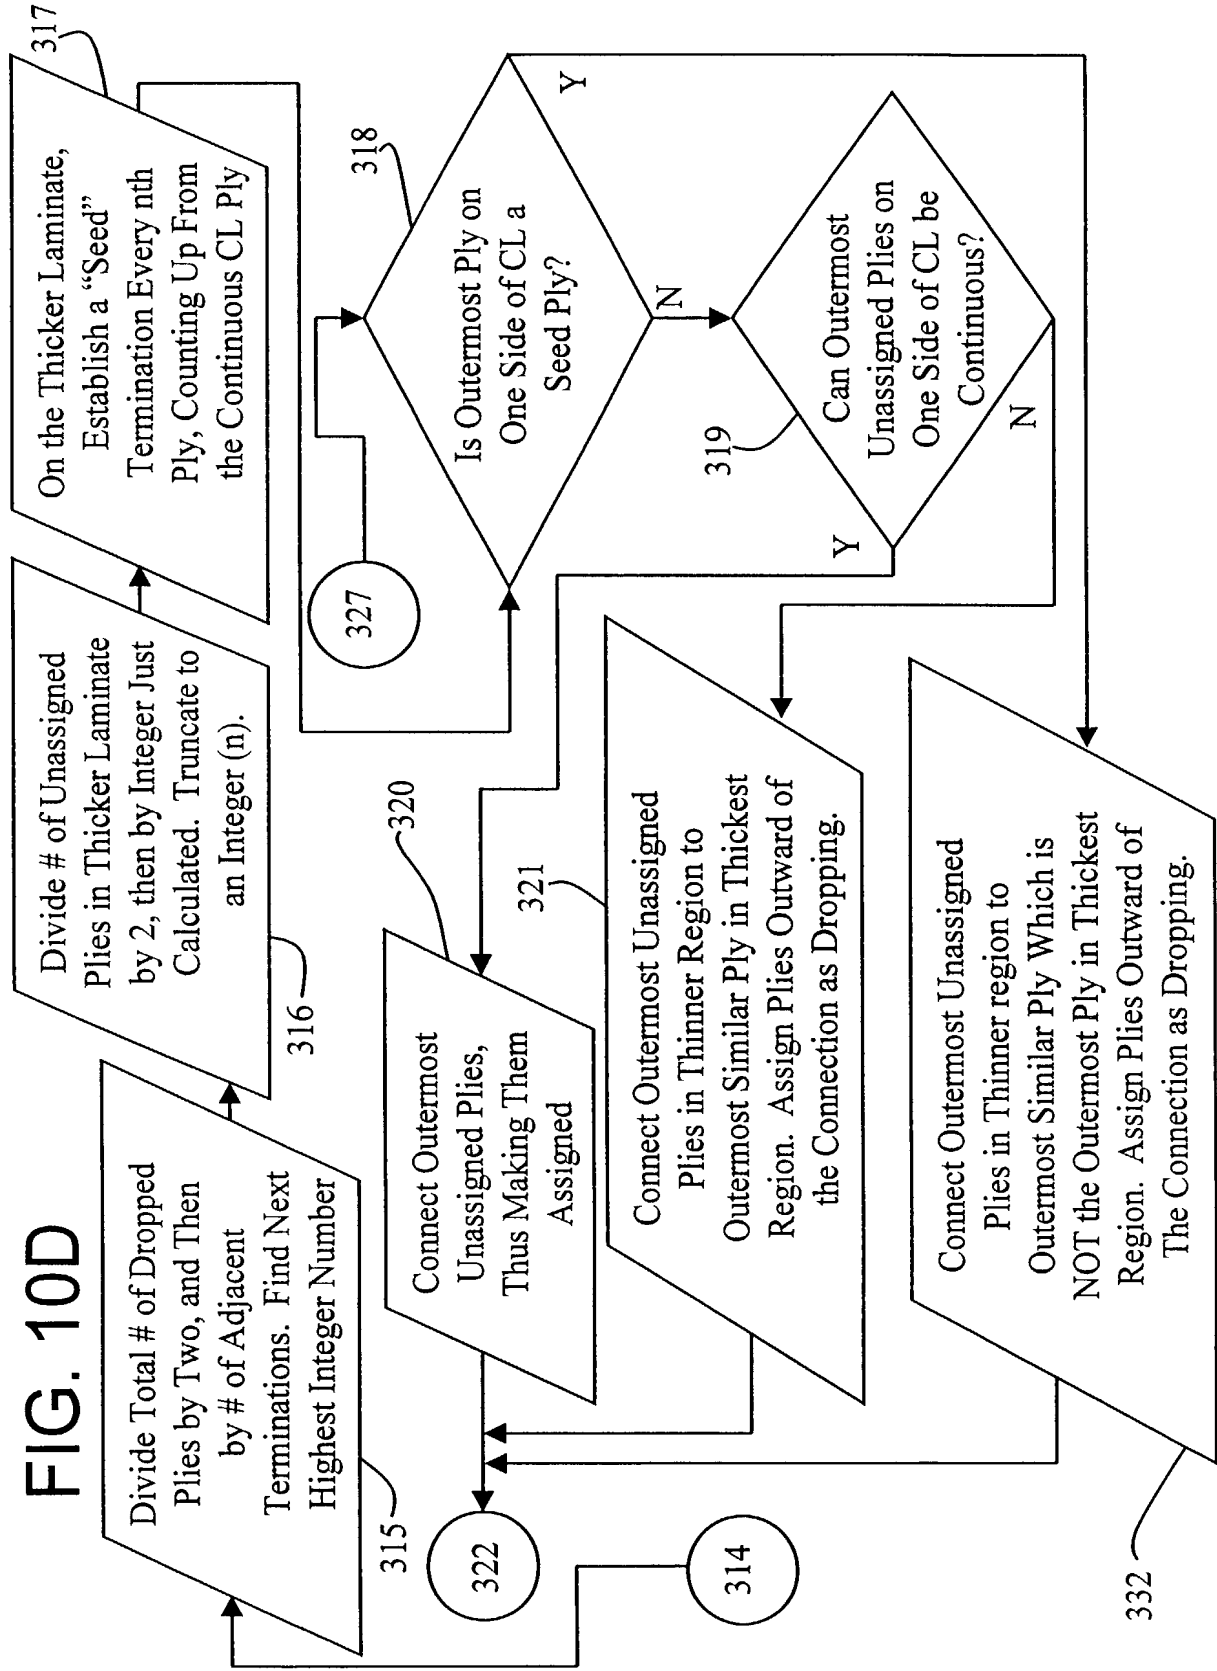 FIG. 10D
Divide Total # of Dropped
Plies by Two, and Then
by # of Adjacent
Terminations. Find Next
Highest Integer Number
315
Divide # of Unassigned
Plies in Thicker Laminate
by 2, then by Integer Just
Calculated. Truncate to
an Integer (n).
316
On the Thicker Laminate,
Establish a “Seed”
Termination Every nth
Ply, Counting Up From
the Continuous CL Ply
317
327
Is Outermost Ply on
One Side of CL a
Seed Ply?
318
Y
N
Can Outermost
Unassigned Plies on
One Side of CL be
Continuous?
319
Y
N
Connect Outermost
Unassigned Plies,
Thus Making Them
Assigned
320
322
314
Connect Outermost Unassigned
Plies in Thinner Region to
Outermost Similar Ply in Thickest
Region. Assign Plies Outward of
the Connection as Dropping.
321
Connect Outermost Unassigned
Plies in Thinner region to
Outermost Similar Ply Which is
NOT the Outermost Ply in Thickest
Region. Assign Plies Outward of
The Connection as Dropping.
332